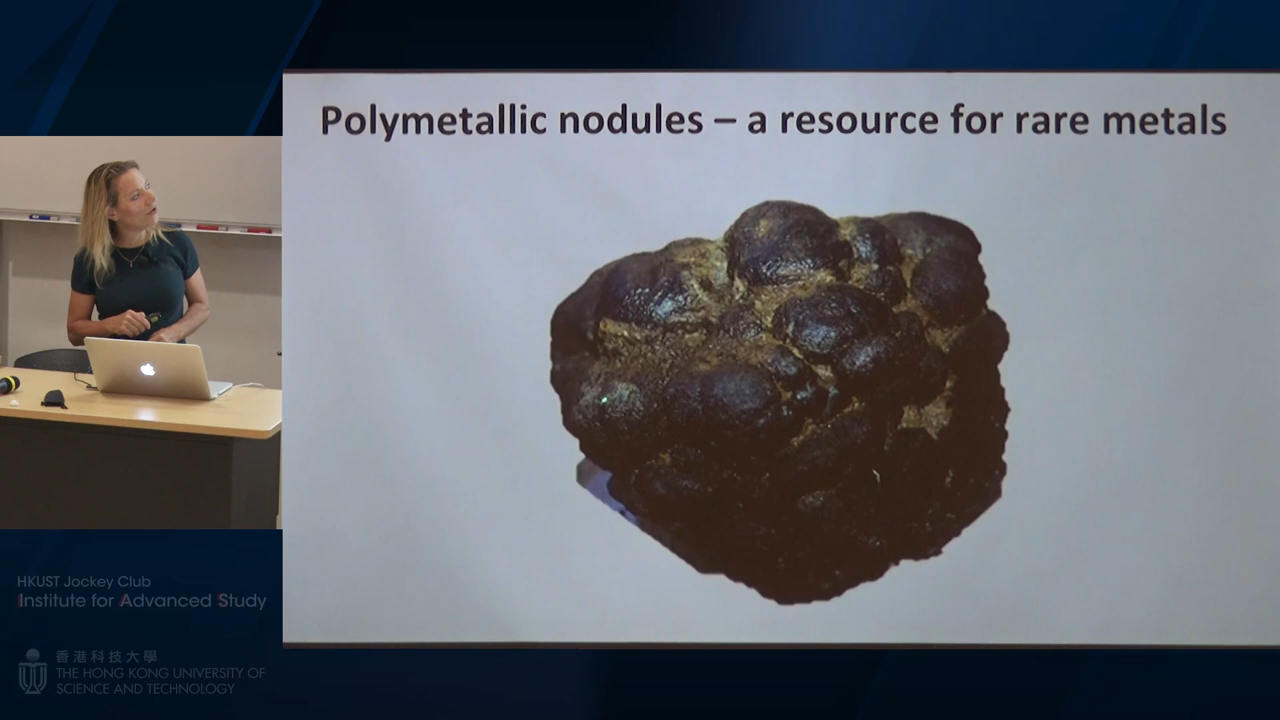 Polymetallic nodules – a resource for rare metals
HKUST Jockey Club
Institute for Advanced Study
香港科技大學
THE HONG KONG UNIVERSITY OF
SCIENCE AND TECHNOLOGY